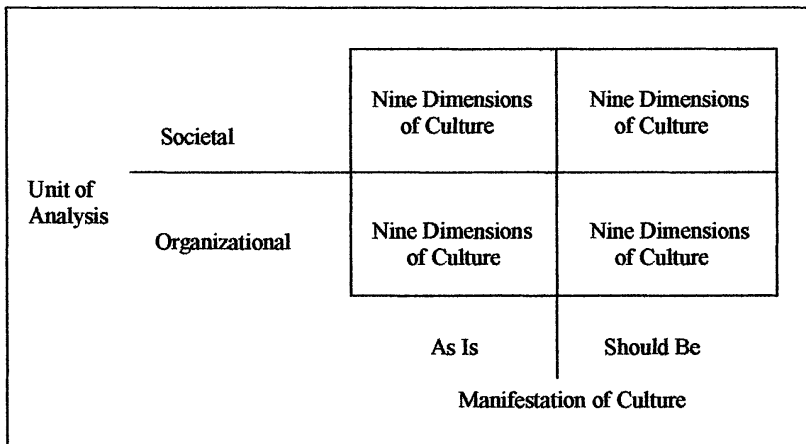 Nine Dimensions
of Culture
Nine Dimensions
of Culture
Societal
Unit of
Analysis
Organizational
Nine Dimensions
of Culture
Nine Dimensions
of Culture
As Is
Should Be
Manifestation of Culture